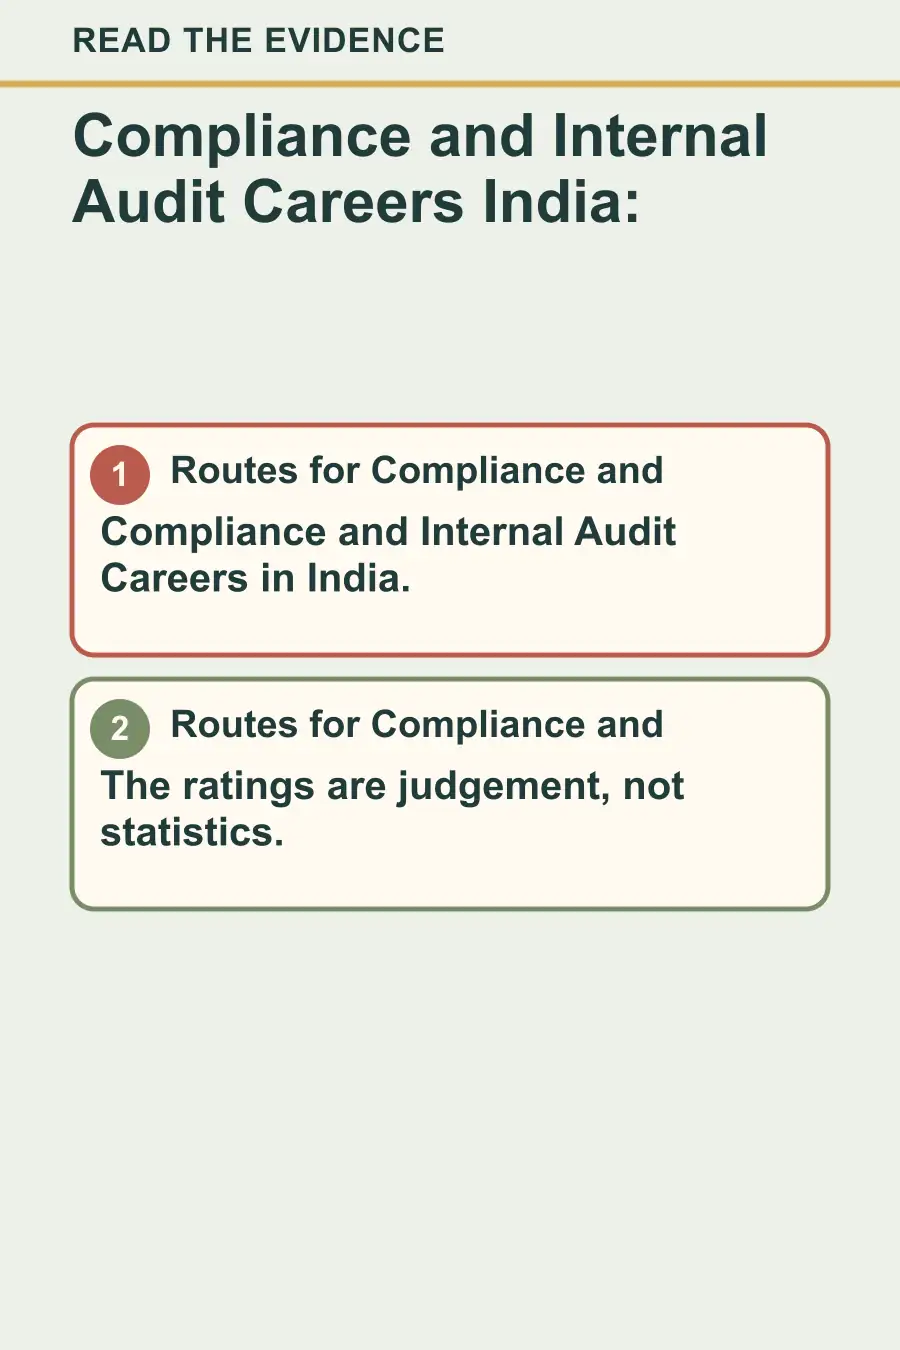 READ THE EVIDENCE
Compliance and Internal
Audit Careers India:
1 Routes for Compliance and
Compliance and Internal Audit
Careers in India.
2 Routes for Compliance and
The ratings are judgement, not
statistics.